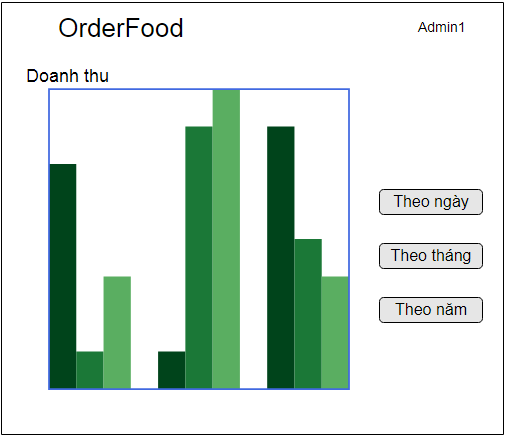 OrderFood
Admin1
Doanh thu
Theo ngày
Theo tháng
Theo năm